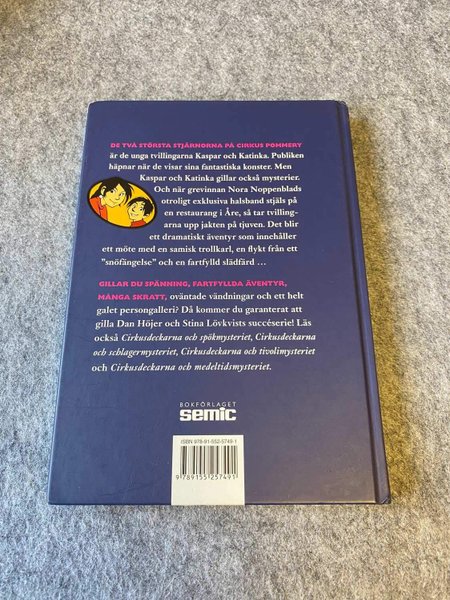 DE TVÅ STÖRSTA STJÄRNORNA PÅ CIRKUS POMMERY
är de unga tvillingarna Kaspar och Katinka. Publiken
häpnar när de visar sina fantastiska konster. Men
Kaspar och Katinka gillar också mysterier.
Och när grevinnan Nora Noppenblads
otroligt exklusiva halsband stjäls på
en restaurang i Åre, så tar tvilling-
arna upp jakten på tjuven. Det blir
ett dramatiskt äventyr som innehåller
ett möte med en samisk trollkarl, en flykt från ett
”snöfängelse” och en fartfylld slädfärd …
GILLAR DU SPÄNNING, FARTFYLLDA ÄVENTYR,
MÅNGA SKRATT, oväntade vändningar och ett helt
galet persongalleri? Då kommer du garanterat att
gilla Dan Höjer och Stina Lövkvists succéserie! Läs
också Cirkusdeckarna och spökmysteriet, Cirkusdeckarna
och schlagermysteriet, Cirkusdeckarna och tivolimysteriet
och Cirkusdeckarna och medeltidsmysteriet.
BOKFÖRLAGET
semic
ISBN 978-91-552-5749-1
9 789155 257491